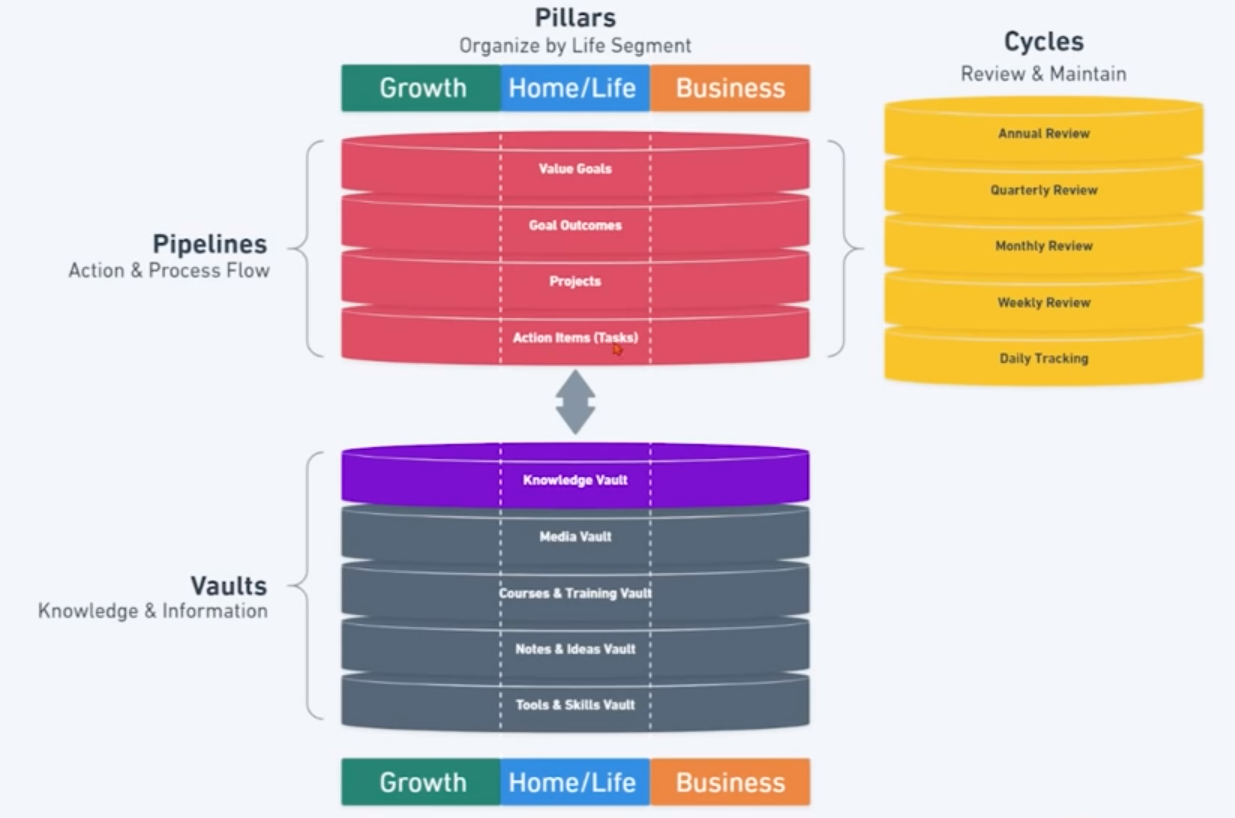 Pillars
Organize by Life Segment
Growth
Home/Life
Business
Cycles
Review & Maintain
Pipelines
Action & Process Flow
Value Goals
Goal Outcomes
Projects
Action Items (Tasks)
Annual Review
Quarterly Review
Monthly Review
Weekly Review
Daily Tracking
Vaults
Knowledge & Information
Knowledge Vault
Media Vault
Courses & Training Vault
Notes & Ideas Vault
Tools & Skills Vault
Growth
Home/Life
Business